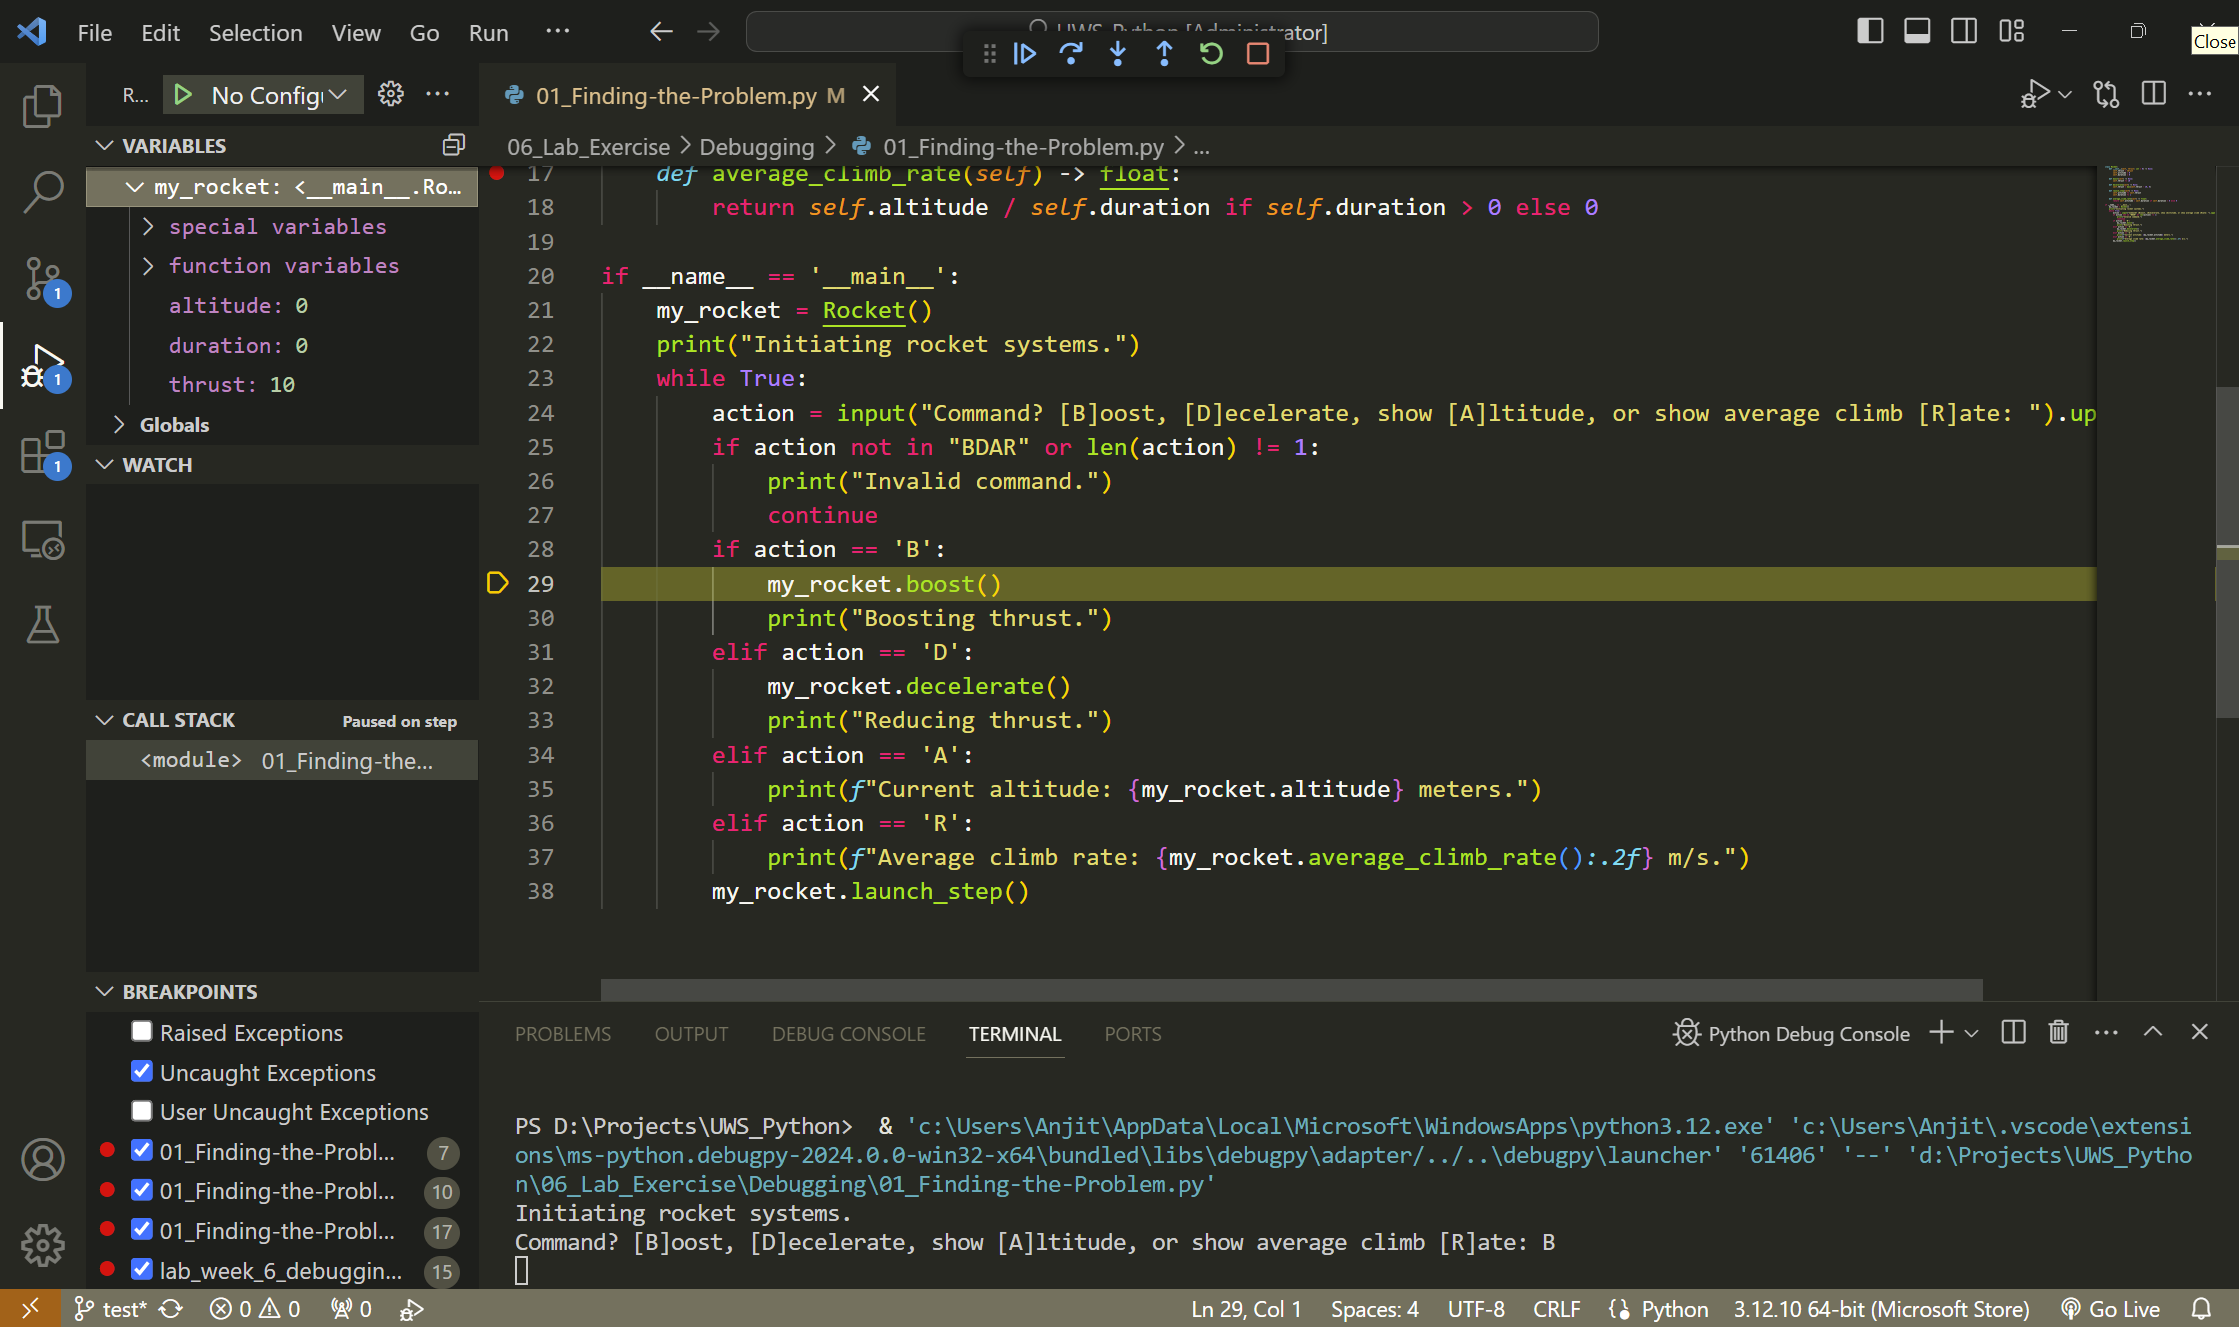 File Edit Selection View Go Run ···
UWS_Python [Administrator]
Close
R... No Config
01_Finding-the-Problem.py M
06_Lab_Exercise > Debugging > 01_Finding-the-Problem.py > ...
VARIABLES
my_rocket: <__main__.Ro...
special variables
function variables
altitude: 0
duration: 0
thrust: 10
Globals
WATCH
CALL STACK Paused on step
<module> 01_Finding-the...
BREAKPOINTS
Raised Exceptions
Uncaught Exceptions
User Uncaught Exceptions
01_Finding-the-Probl... 7
01_Finding-the-Probl... 10
01_Finding-the-Probl... 17
lab_week_6_debuggin... 15
1
1
1
17 def average_climb_rate(self) -> float:
18 return self.altitude / self.duration if self.duration > 0 else 0
19
20 if __name__ == '__main__':
21 my_rocket = Rocket()
22 print("Initiating rocket systems.")
23 while True:
24 action = input("Command? [B]oost, [D]ecelerate, show [A]ltitude, or show average climb [R]ate: ").up
25 if action not in "BDAR" or len(action) != 1:
26 print("Invalid command.")
27 continue
28 if action == 'B':
29 my_rocket.boost()
30 print("Boosting thrust.")
31 elif action == 'D':
32 my_rocket.decelerate()
33 print("Reducing thrust.")
34 elif action == 'A':
35 print(f"Current altitude: {my_rocket.altitude} meters.")
36 elif action == 'R':
37 print(f"Average climb rate: {my_rocket.average_climb_rate():.2f} m/s.")
38 my_rocket.launch_step()
PROBLEMS OUTPUT DEBUG CONSOLE TERMINAL PORTS
Python Debug Console
PS D:\Projects\UWS_Python>  & 'c:\Users\Anjit\AppData\Local\Microsoft\WindowsApps\python3.12.exe' 'c:\Users\Anjit\.vscode\extensi
ons\ms-python.debugpy-2024.0.0-win32-x64\bundled\libs\debugpy\adapter/../..\debugpy\launcher' '61406' '--' 'd:\Projects\UWS_Pytho
n\06_Lab_Exercise\Debugging\01_Finding-the-Problem.py'
Initiating rocket systems.
Command? [B]oost, [D]ecelerate, show [A]ltitude, or show average climb [R]ate: B
test* 0 0 0 Ln 29, Col 1 Spaces: 4 UTF-8 CRLF Python 3.12.10 64-bit (Microsoft Store) Go Live